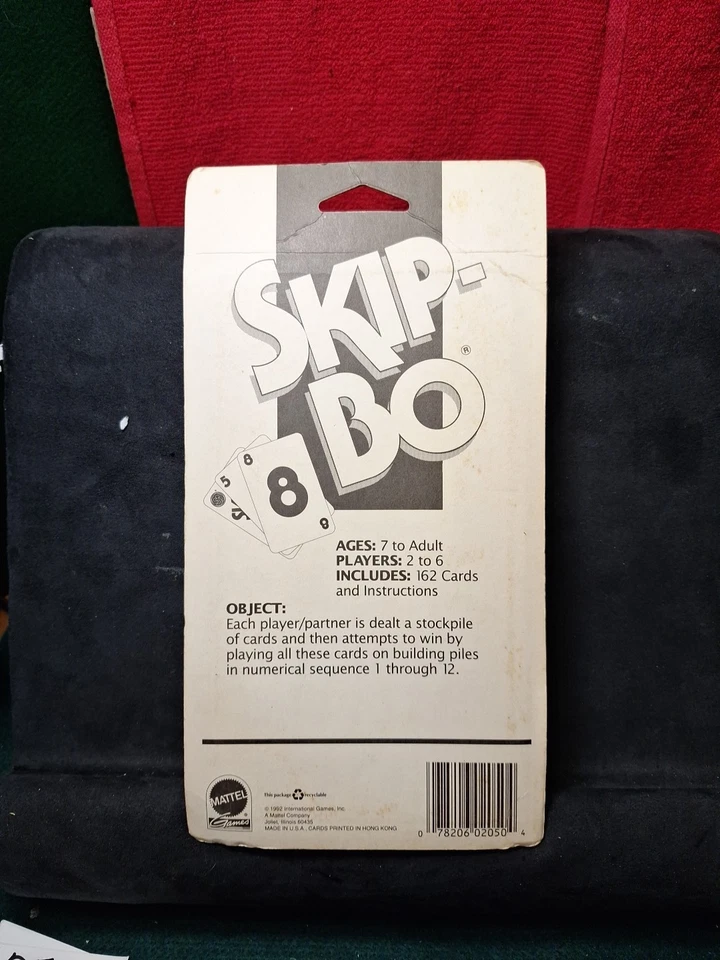 SKIP-
BO®
8
5
8
8
AGES: 7 to Adult
PLAYERS: 2 to 6
INCLUDES: 162 Cards
and Instructions
OBJECT:
Each player/partner is dealt a stockpile
of cards and then attempts to win by
playing all these cards on building piles
in numerical sequence 1 through 12.
MATTEL
Games
This package recyclable
© 1992 International Games, Inc.
A Mattel Company
Joliet, Illinois 60435
MADE IN U.S.A., CARDS PRINTED IN HONG KONG
0 78206 02050 4